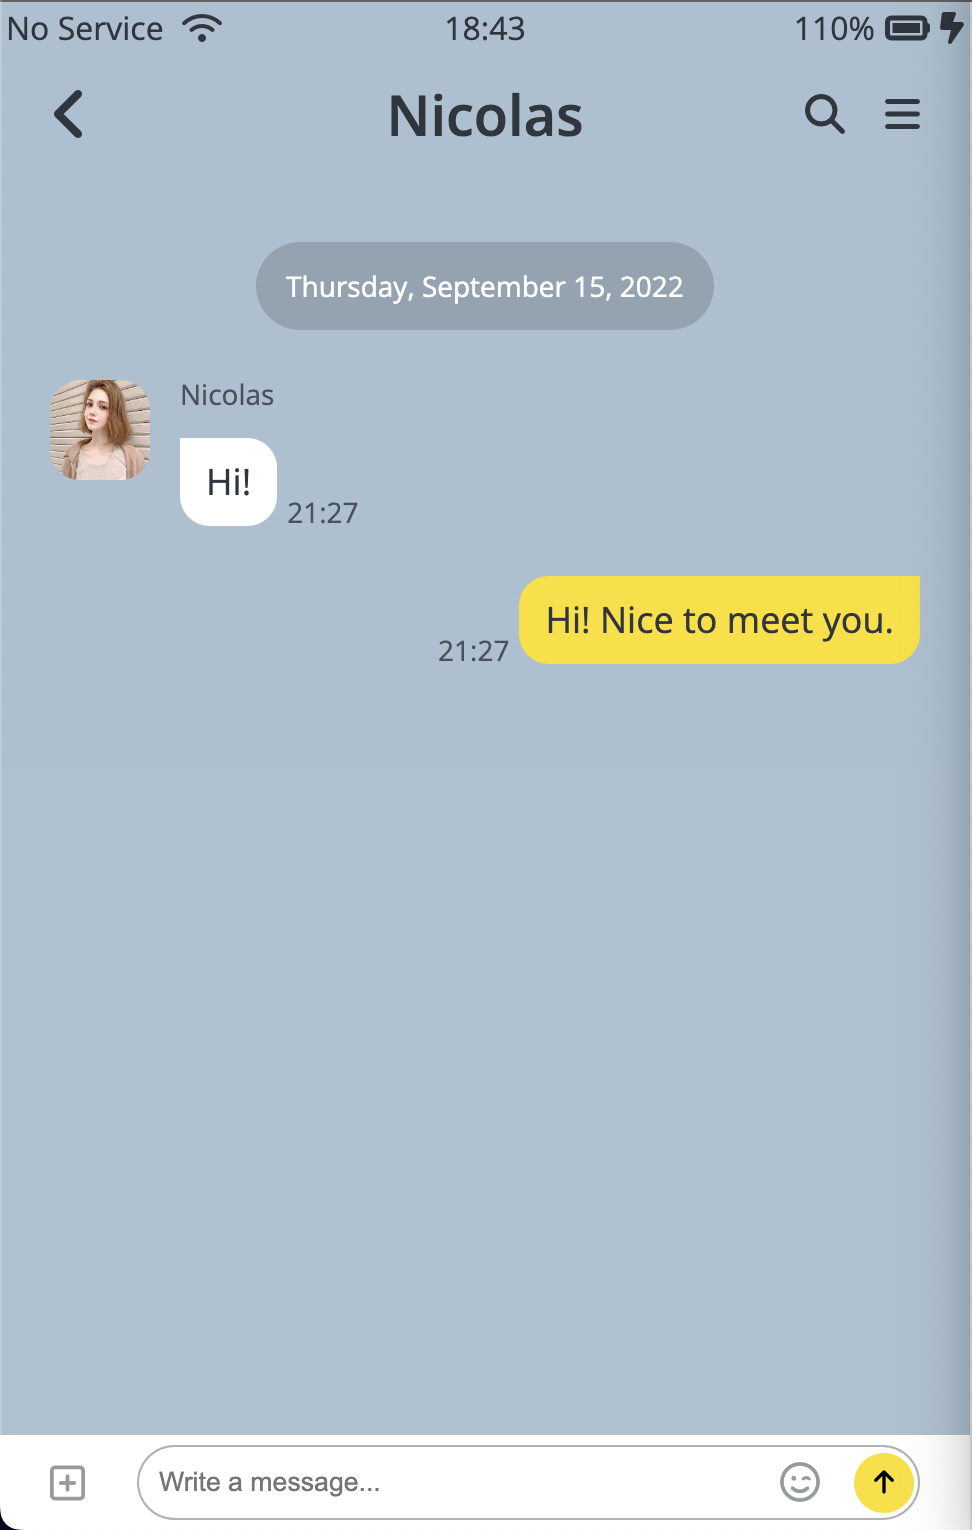 No Service 18:43 110%
Nicolas
Thursday, September 15, 2022
Nicolas
Hi!
21:27
Hi! Nice to meet you.
21:27
Write a message...